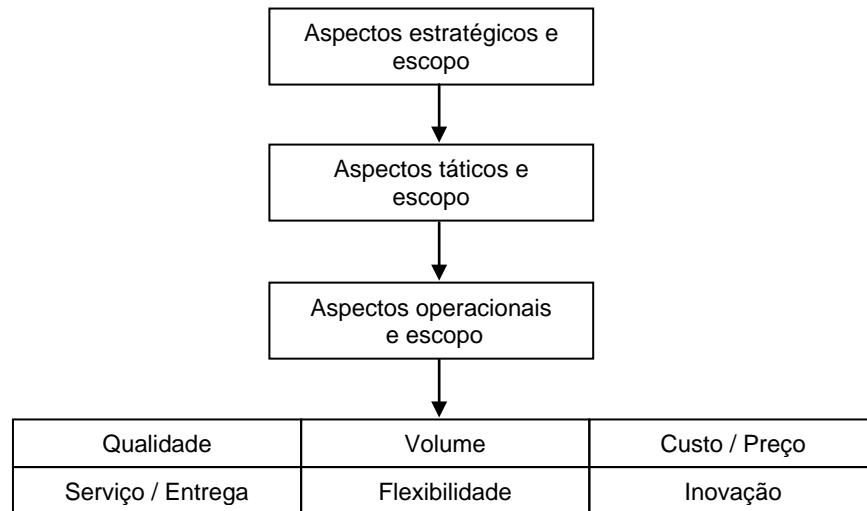 Aspectos estratégicos e
escopo
Aspectos táticos e
escopo
Aspectos operacionais
e escopo
Qualidade
Volume
Custo / Preço
Serviço / Entrega
Flexibilidade
Inovação